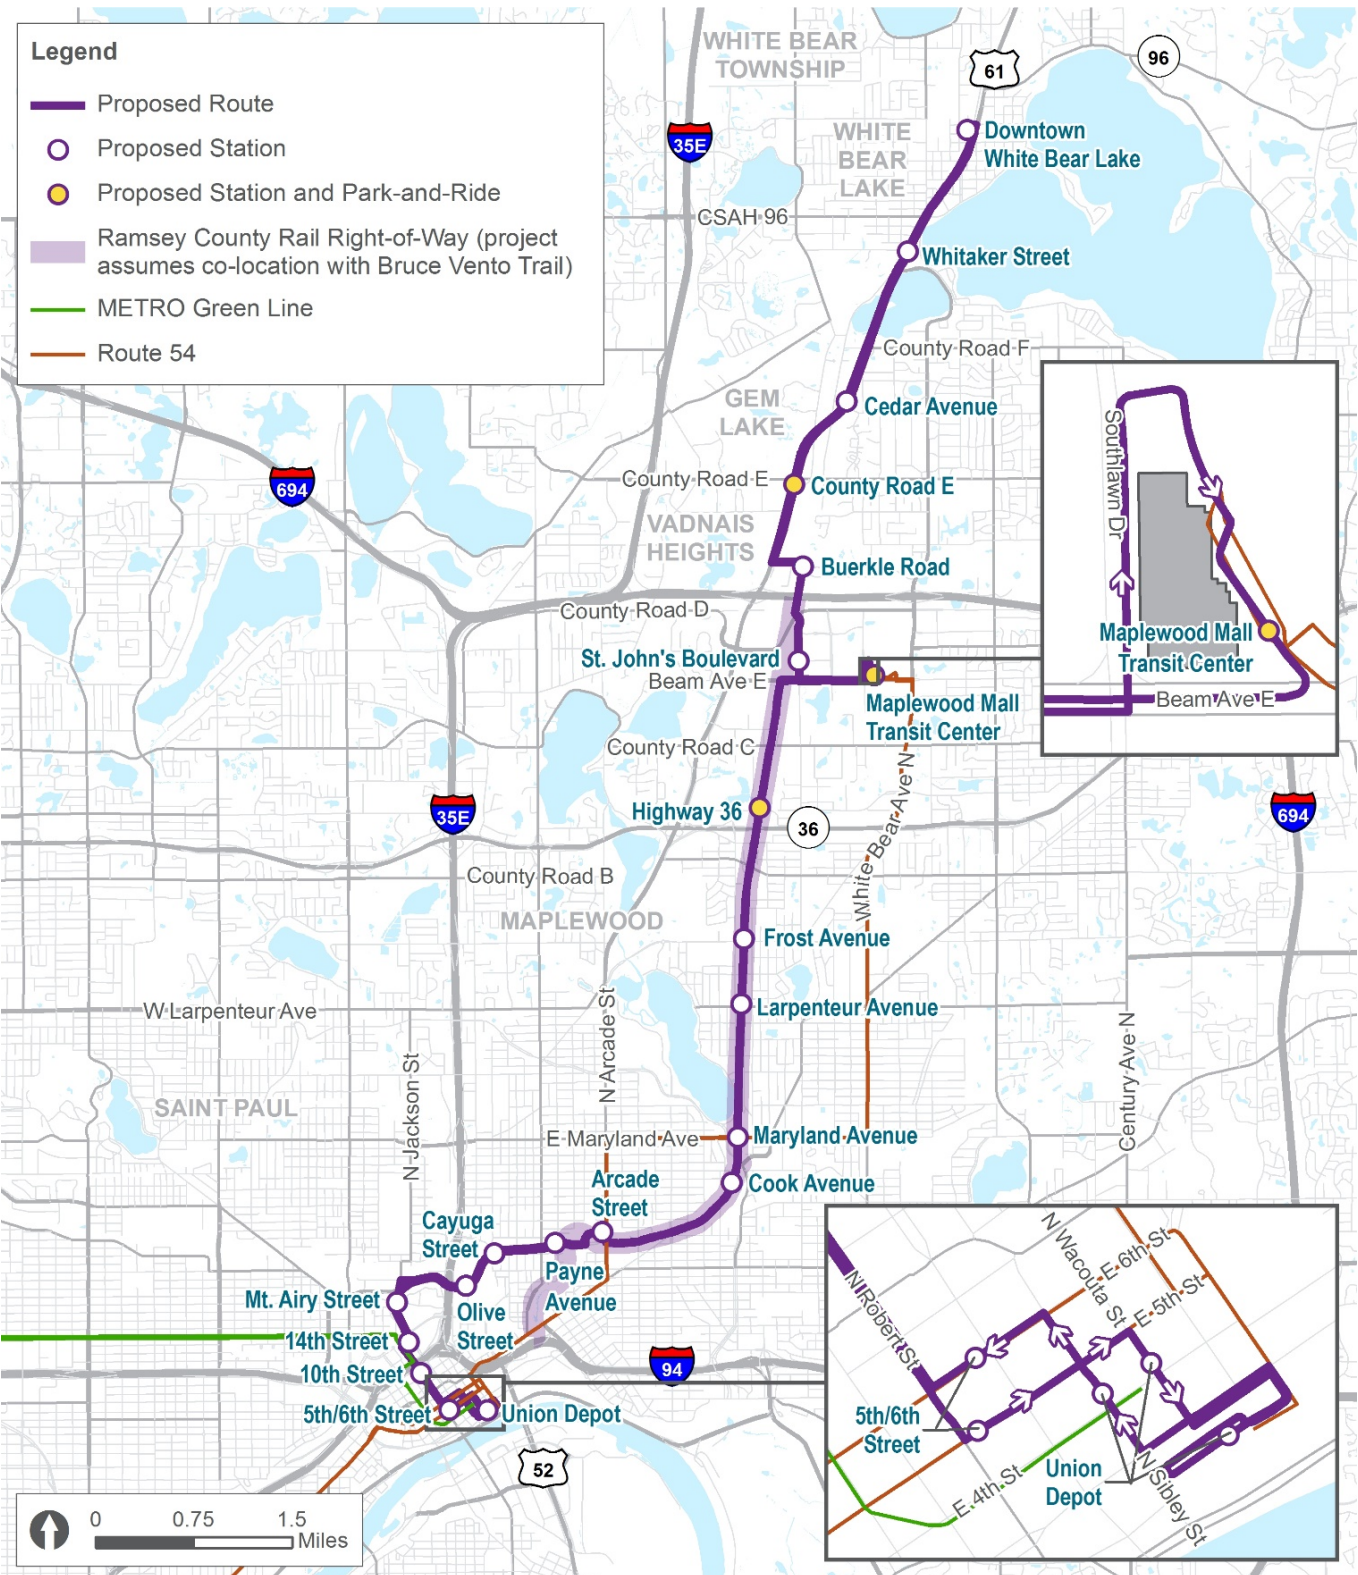 Legend
Proposed Route
Proposed Station
Proposed Station and Park-and-Ride
Ramsey County Rail Right-of-Way (project
assumes co-location with Bruce Vento Trail)
METRO Green Line
Route 54
WHITE BEAR
TOWNSHIP
61
96
35E
WHITE
BEAR
LAKE
Downtown
White Bear Lake
CSAH 96
Whitaker Street
County Road F
GEM
LAKE
Cedar Avenue
694
County Road E
County Road E
VADNAIS
HEIGHTS
Buerkle Road
County Road D
St. John's Boulevard
Beam Ave E
Maplewood Mall
Transit Center
County Road C
Highway 36
36
35E
694
White Bear Ave N
County Road B
MAPLEWOOD
Frost Avenue
W Larpenteur Ave
Larpenteur Avenue
N Arcade St
N Jackson St
Century Ave N
SAINT PAUL
E Maryland Ave
Maryland Avenue
Arcade
Street
Cook Avenue
Cayuga
Street
Payne
Avenue
Mt. Airy Street
Olive
Street
14th Street
10th Street
94
5th/6th Street
Union Depot
52
Southlawn Dr
Maplewood Mall
Transit Center
Beam Ave E
N Robert St
N Wacouta St
E 6th St
E 5th St
5th/6th
Street
E 4th St
Union
Depot
N Sibley St
0
0.75
1.5
Miles